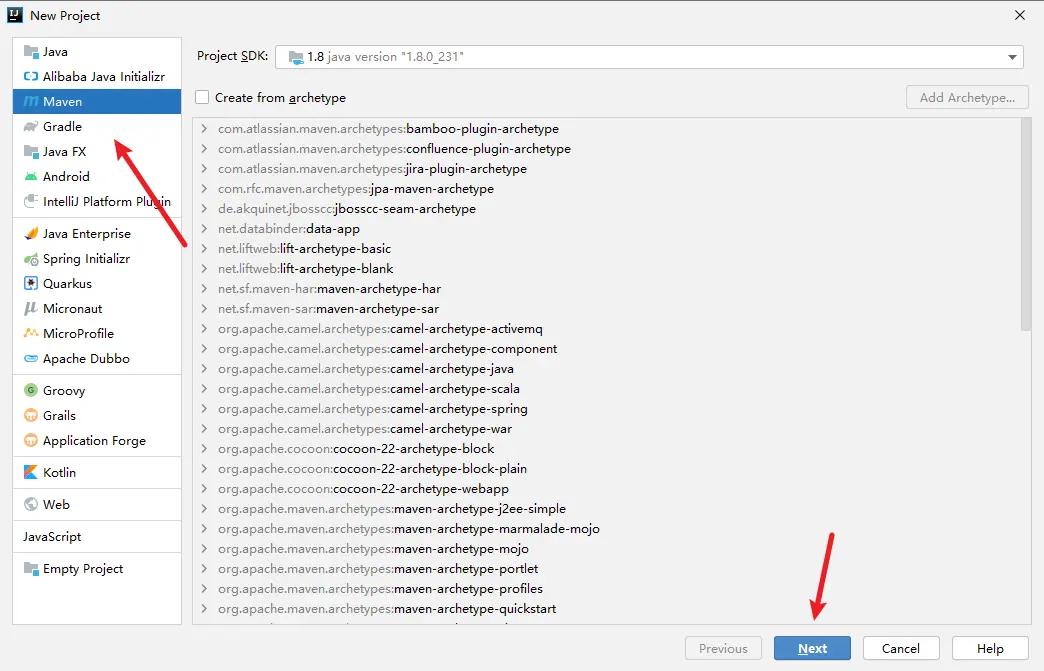 New Project
Java
Alibaba Java Initializr
Maven
Gradle
Java FX
Android
IntelliJ Platform Plugin
Java Enterprise
Spring Initializr
Quarkus
Micronaut
MicroProfile
Apache Dubbo
Groovy
Grails
Application Forge
Kotlin
Web
JavaScript
Empty Project
Project SDK: 1.8 java version "1.8.0_231"
Create from archetype
Add Archetype...
com.atlassian.maven.archetypes:bamboo-plugin-archetype
com.atlassian.maven.archetypes:confluence-plugin-archetype
com.atlassian.maven.archetypes:jira-plugin-archetype
com.rfc.maven.archetypes:jpa-maven-archetype
de.akquinet.jbosscc:jbosscc-seam-archetype
net.databinder:data-app
net.liftweb:lift-archetype-basic
net.liftweb:lift-archetype-blank
net.sf.maven-har:maven-archetype-har
net.sf.maven-sar:maven-archetype-sar
org.apache.camel.archetypes:camel-archetype-activemq
org.apache.camel.archetypes:camel-archetype-component
org.apache.camel.archetypes:camel-archetype-java
org.apache.camel.archetypes:camel-archetype-scala
org.apache.camel.archetypes:camel-archetype-spring
org.apache.camel.archetypes:camel-archetype-war
org.apache.cocoon:cocoon-22-archetype-block
org.apache.cocoon:cocoon-22-archetype-block-plain
org.apache.cocoon:cocoon-22-archetype-webapp
org.apache.maven.archetypes:maven-archetype-j2ee-simple
org.apache.maven.archetypes:maven-archetype-marmalade-mojo
org.apache.maven.archetypes:maven-archetype-mojo
org.apache.maven.archetypes:maven-archetype-portlet
org.apache.maven.archetypes:maven-archetype-profiles
org.apache.maven.archetypes:maven-archetype-quickstart
Previous
Next
Cancel
Help